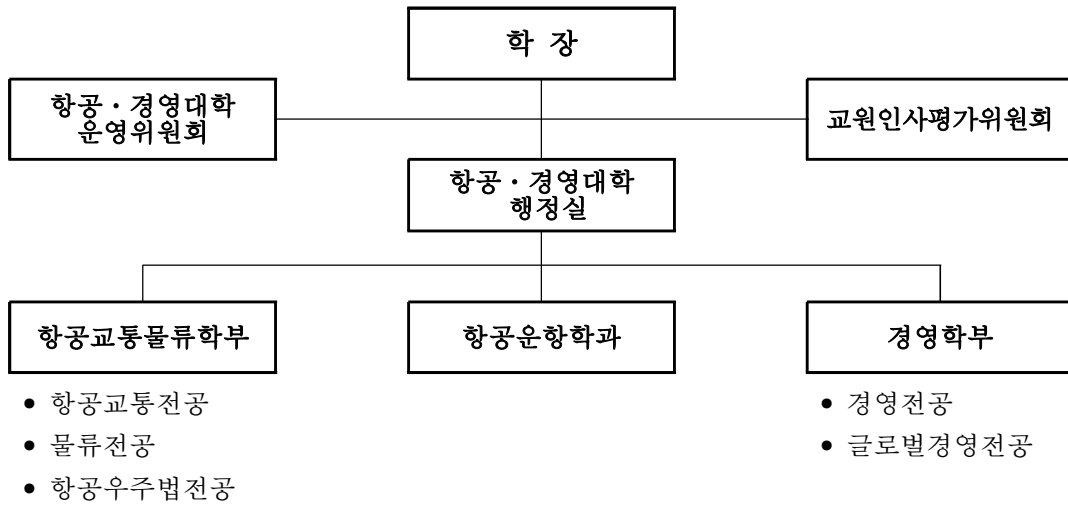 학 장
항공·경영대학
운영위원회
교원인사평가위원회
항공·경영대학
행정실
항공교통물류학부
항공운항학과
경영학부
• 항공교통전공
• 물류전공
• 항공우주법전공
• 경영전공
• 글로벌경영전공